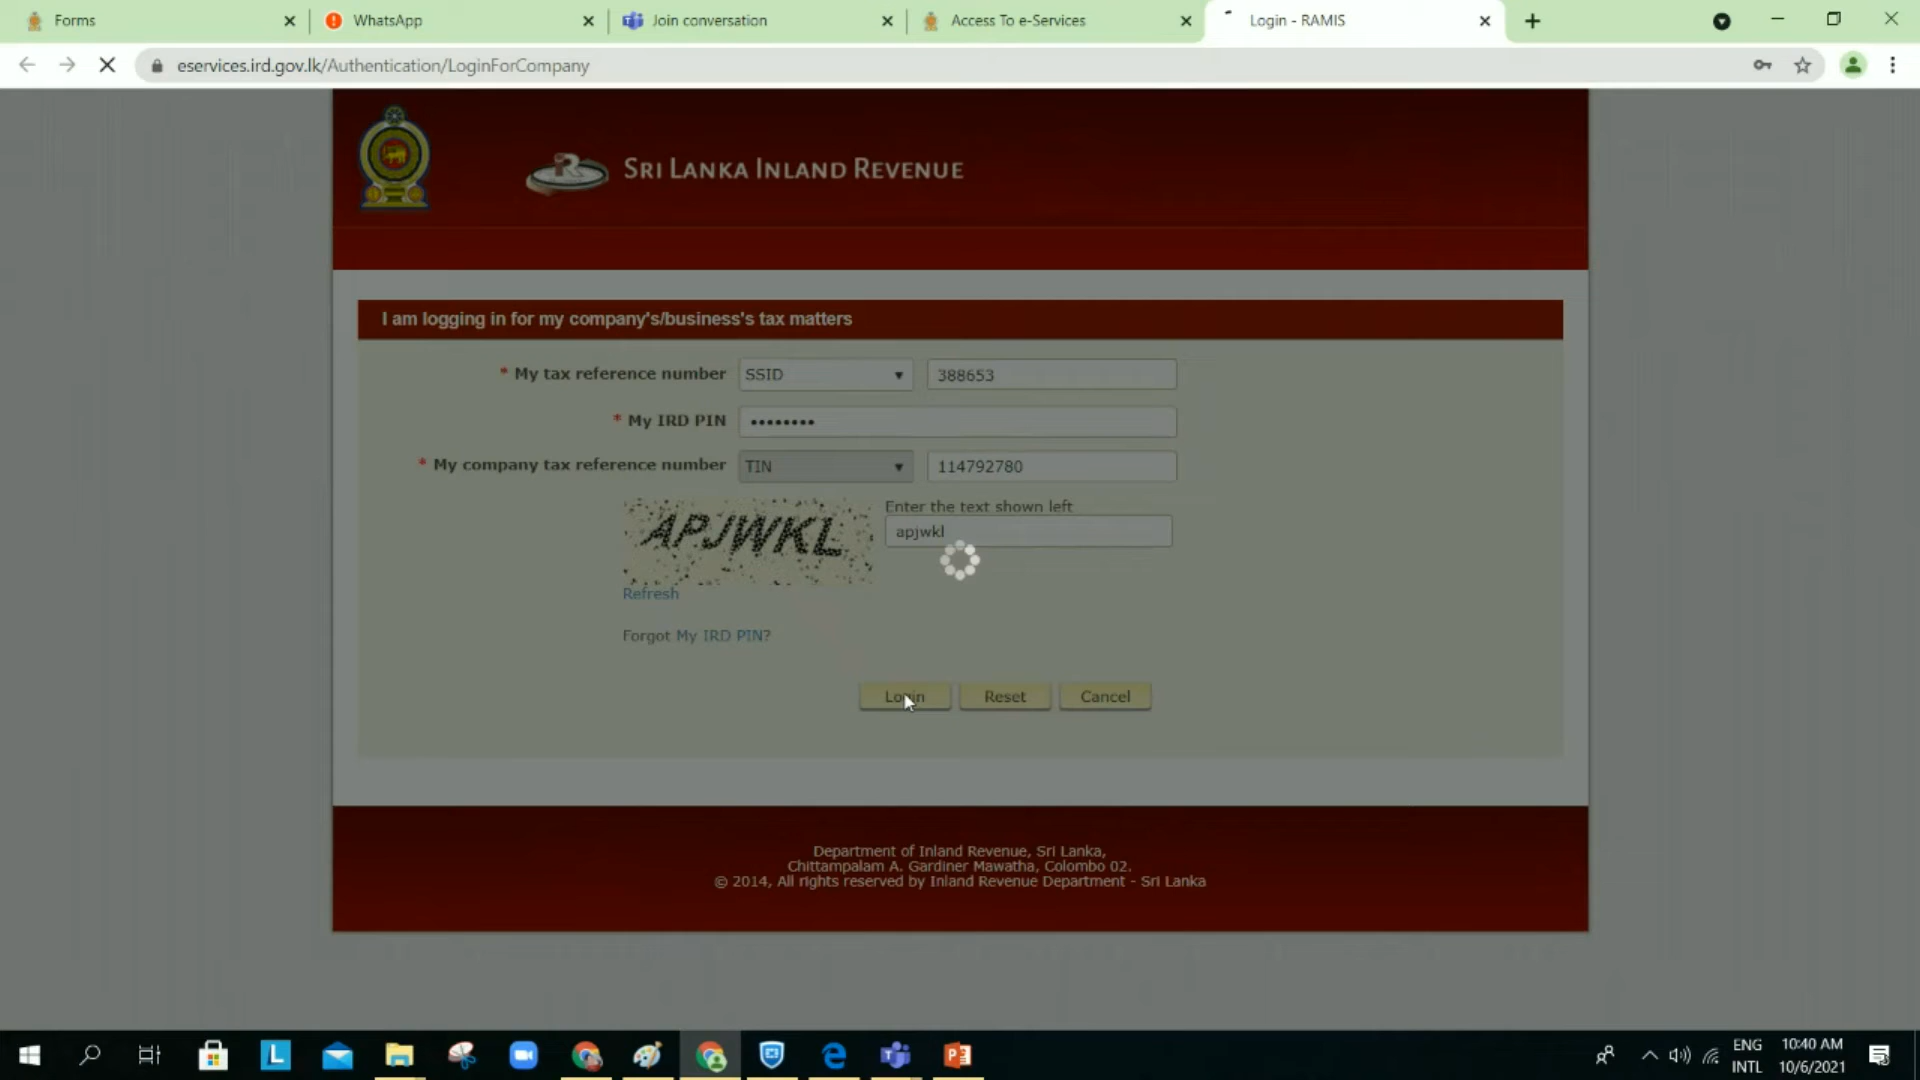 Forms
WhatsApp
Join conversation
Access To e-Services
Login - RAMIS
eservices.ird.gov.lk/Authentication/LoginForCompany
SRI LANKA INLAND REVENUE
I am logging in for my company's/business's tax matters
* My tax reference number SSID 388653
* My IRD PIN ••••••••
* My company tax reference number TIN 114792780
APJWKL
Enter the text shown left
apjwkl
Refresh
Forgot My IRD PIN?
Login Reset Cancel
Department of Inland Revenue, Sri Lanka,
Chittampalam A. Gardiner Mawatha, Colombo 02.
© 2014, All rights reserved by Inland Revenue Department - Sri Lanka
ENG
INTL
10:40 AM
10/6/2021